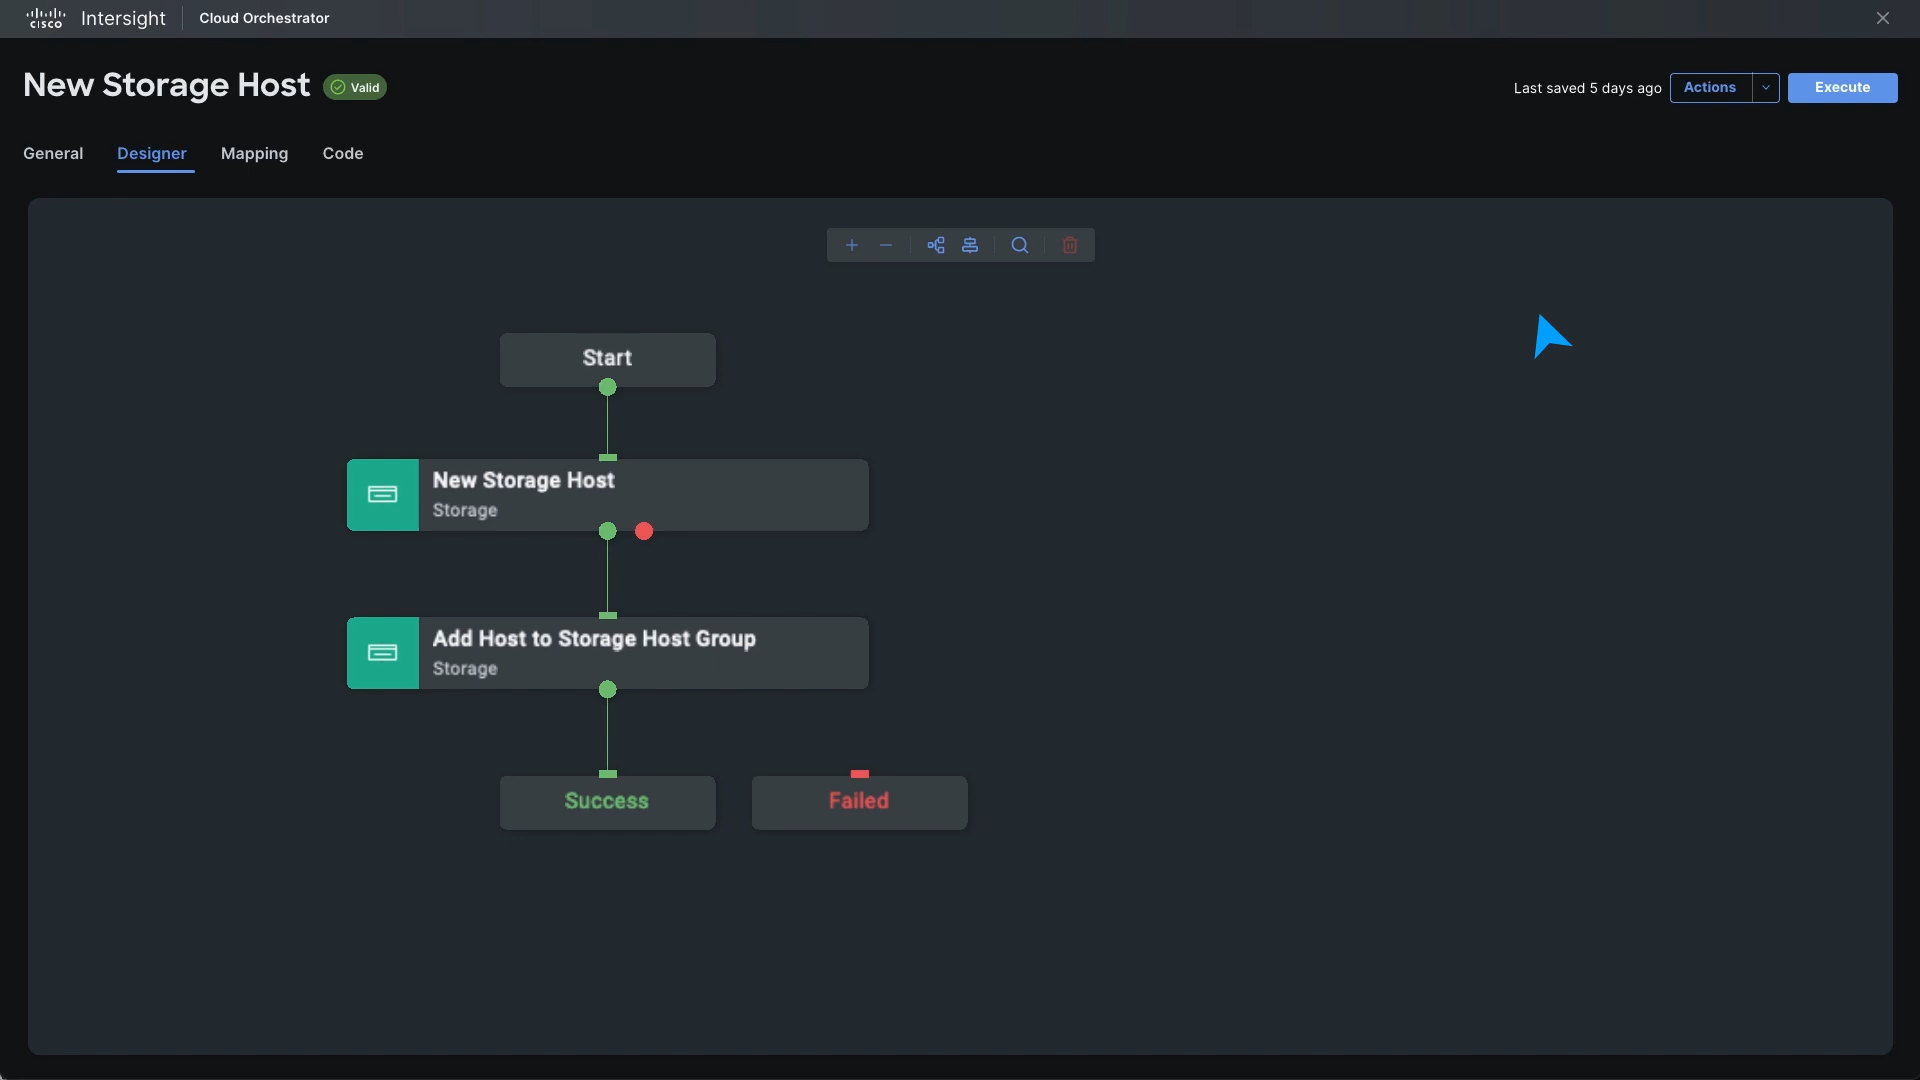 CISCO Intersight Cloud Orchestrator
New Storage Host Valid
Last saved 5 days ago Actions Execute
General Designer Mapping Code
Start
New Storage Host
Storage
Add Host to Storage Host Group
Storage
Success Failed